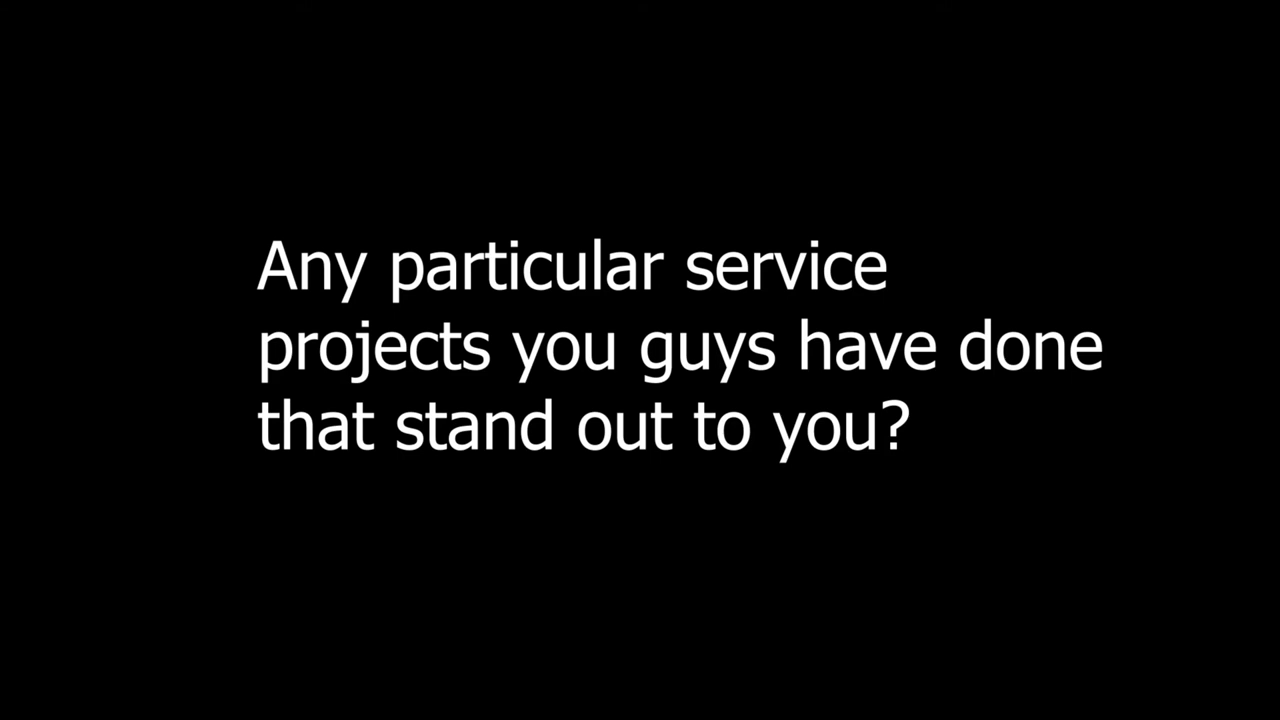 Any particular service
projects you guys have done
that stand out to you?